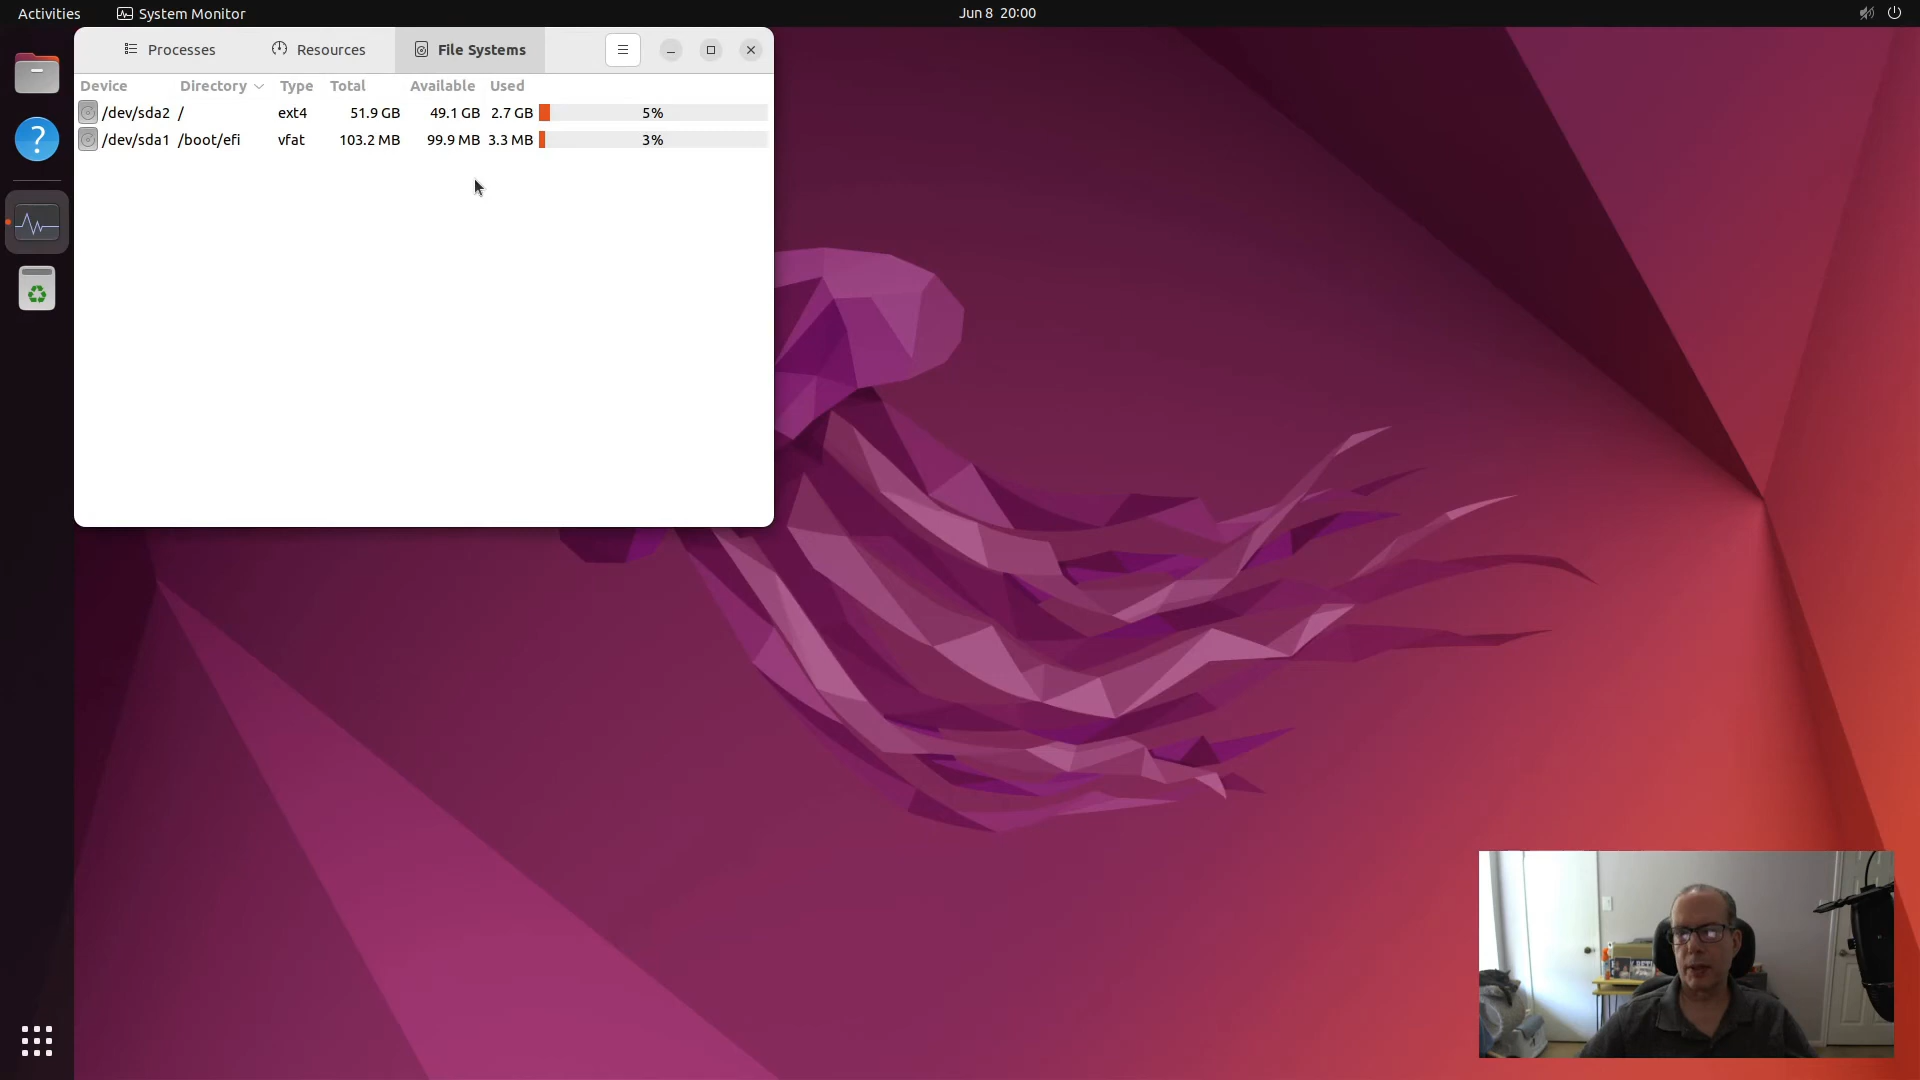 Activities System Monitor Jun 8 20:00
Processes Resources File Systems
Device Directory Type Total Available Used
/dev/sda2 / ext4 51.9 GB 49.1 GB 2.7 GB 5%
/dev/sda1 /boot/efi vfat 103.2 MB 99.9 MB 3.3 MB 3%
?